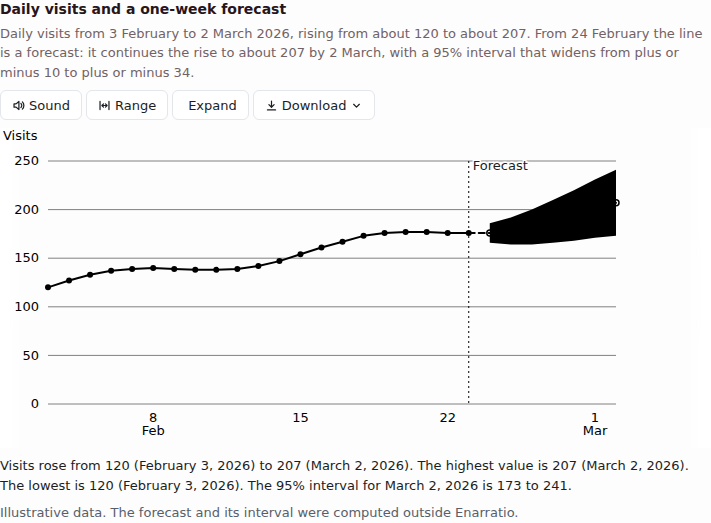 Daily visits and a one-week forecast
Daily visits from 3 February to 2 March 2026, rising from about 120 to about 207. From 24 February the line
is a forecast: it continues the rise to about 207 by 2 March, with a 95% interval that widens from plus or
minus 10 to plus or minus 34.
Sound Range Expand Download
Visits
250
Forecast
200
150
100
50
0
8 15 22 1
Feb Mar
Visits rose from 120 (February 3, 2026) to 207 (March 2, 2026). The highest value is 207 (March 2, 2026).
The lowest is 120 (February 3, 2026). The 95% interval for March 2, 2026 is 173 to 241.
Illustrative data. The forecast and its interval were computed outside Enarratio.